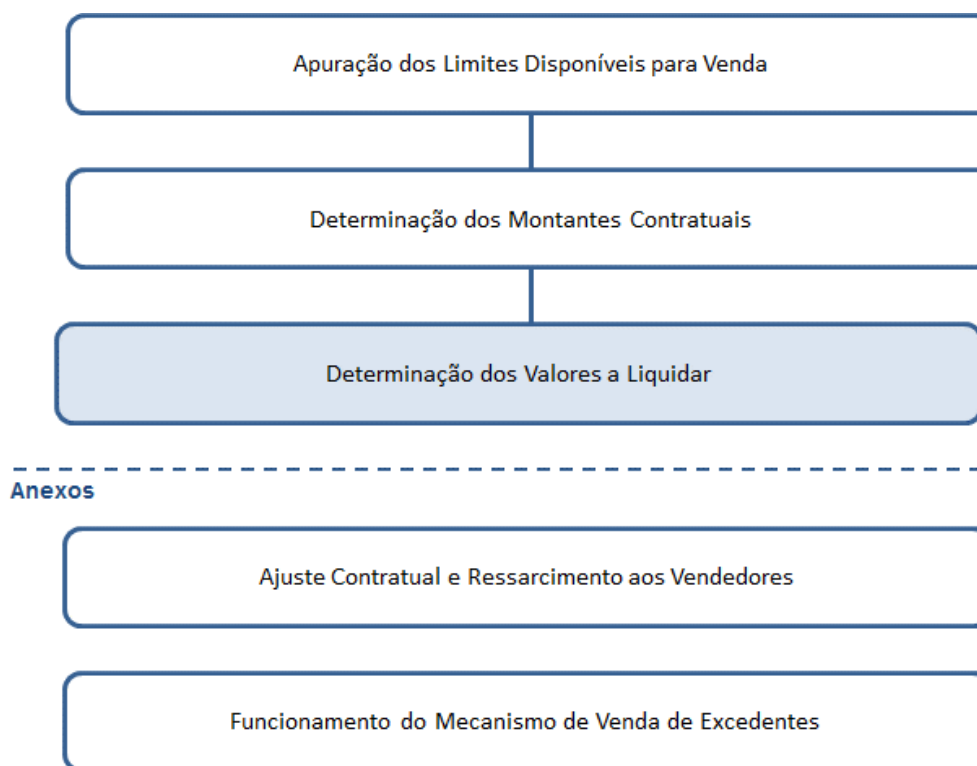 Apuração dos Limites Disponíveis para Venda
Determinação dos Montantes Contratuais
Determinação dos Valores a Liquidar
Anexos
Ajuste Contratual e Ressarcimento aos Vendedores
Funcionamento do Mecanismo de Venda de Excedentes